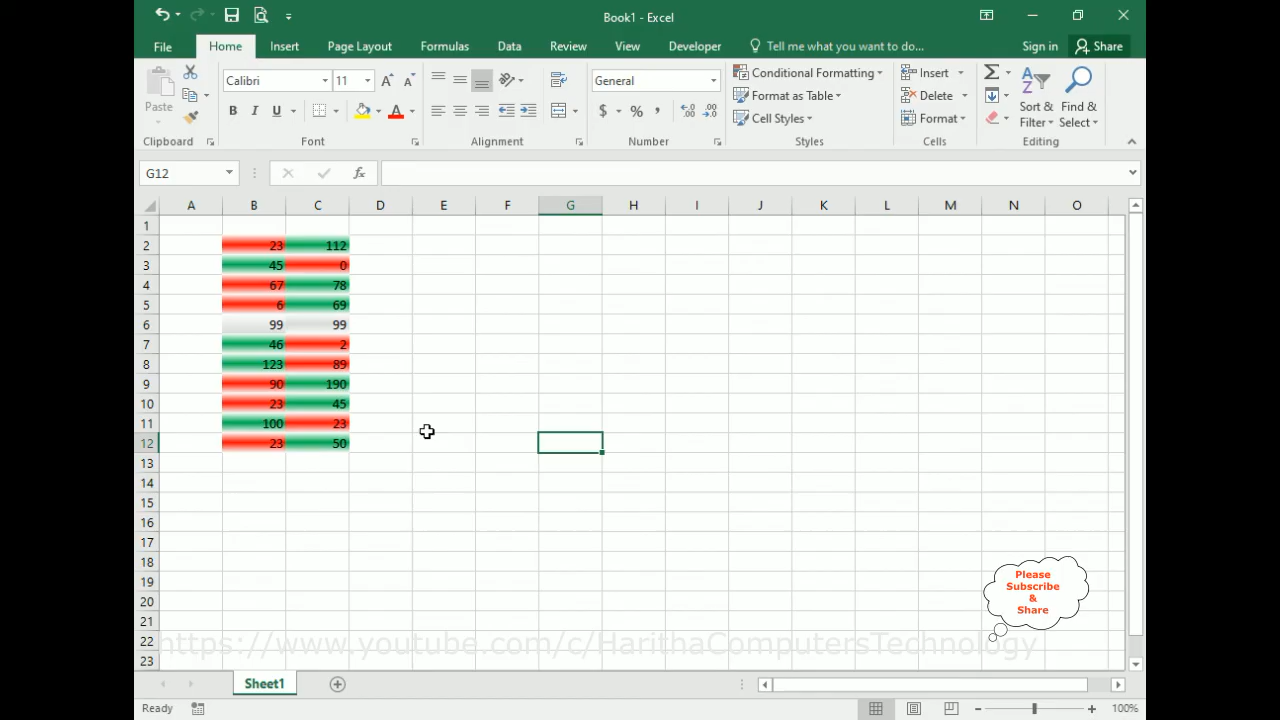 Book1 - Excel
File Home Insert Page Layout Formulas Data Review View Developer Tell me what you want to do... Sign in Share
Paste
Calibri 11
B I U
General
$ % ,
Conditional Formatting
Format as Table
Cell Styles
Insert
Delete
Format
Sort & Filter
Find & Select
Clipboard Font Alignment Number Styles Cells Editing
G12 fx
A B C D E F G H I J K L M N O
1
2 23 112
3 45 0
4 67 78
5 6 69
6 99 99
7 46 2
8 123 89
9 90 190
10 23 45
11 100 23
12 23 50
13
14
15
16
17
18
19
20
21
22
23
Please
Subscribe
&
Share
https://www.youtube.com/c/HarithaComputersTechnology
Sheet1
Ready 100%